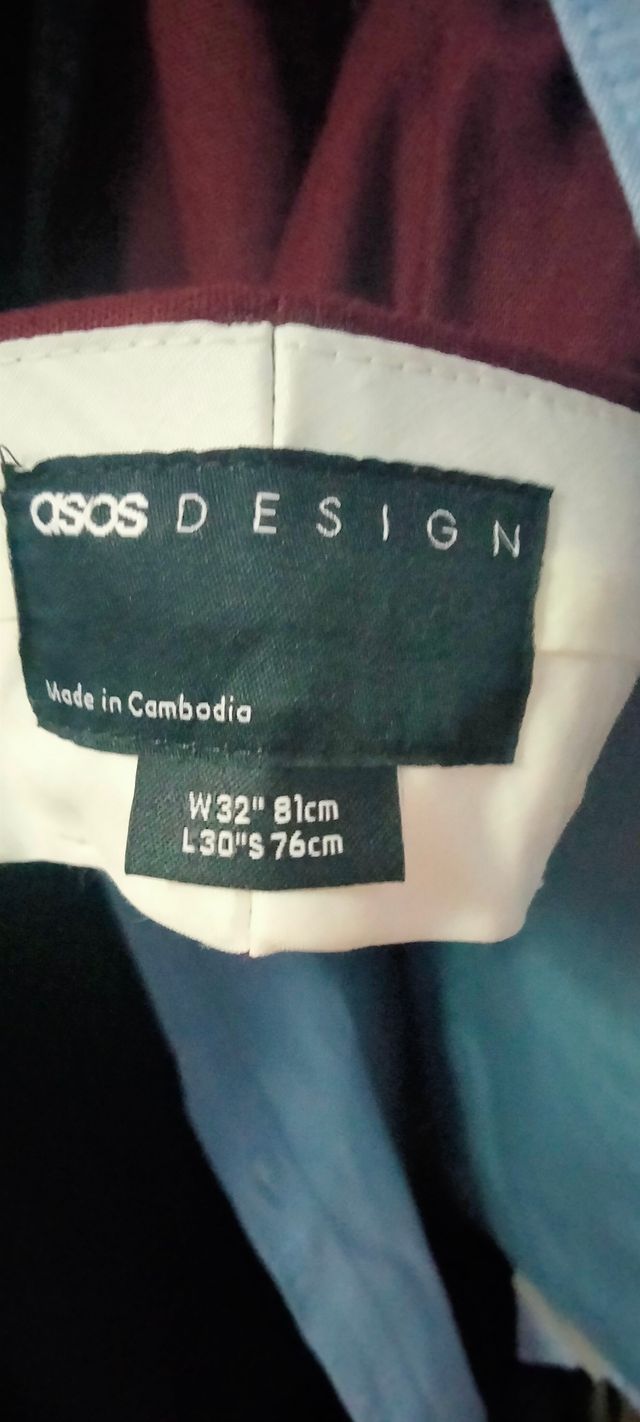 asos DESIGN
Made in Cambodia
W32" 81cm
L30"S 76cm